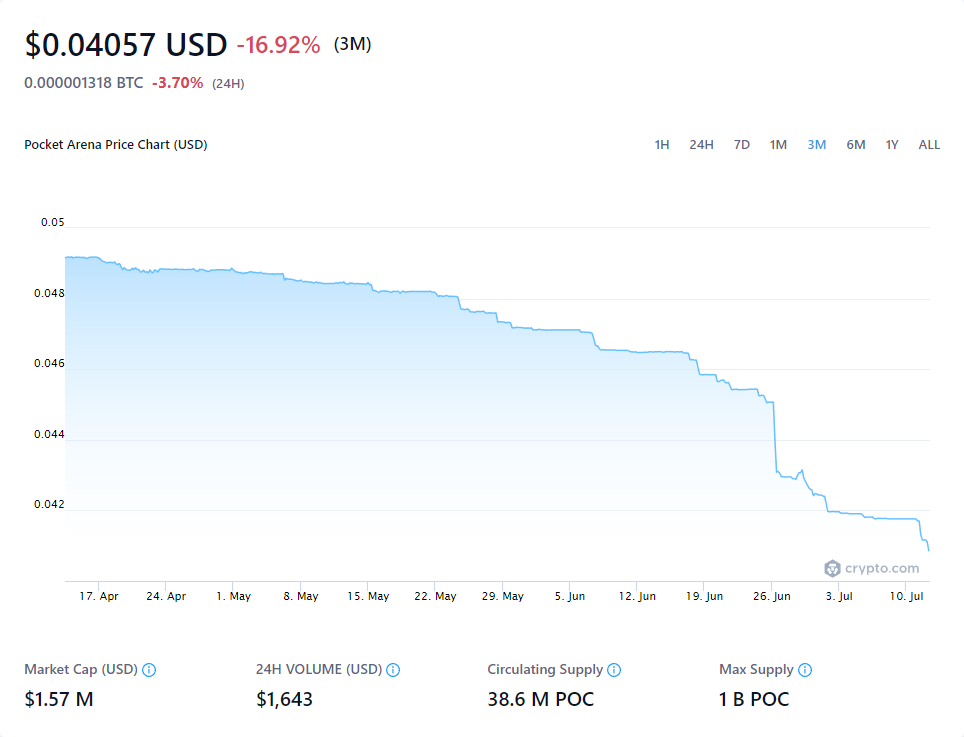 $0.04057 USD -16.92% (3M)
0.000001318 BTC -3.70% (24H)
Pocket Arena Price Chart (USD) 1H 24H 7D 1M 3M 6M 1Y ALL
0.05
0.048
0.046
0.044
0.042
crypto.com
17. Apr 24. Apr 1. May 8. May 15. May 22. May 29. May 5. Jun 12. Jun 19. Jun 26. Jun 3. Jul 10. Jul
Market Cap (USD) 24H VOLUME (USD) Circulating Supply Max Supply
$1.57 M $1,643 38.6 M POC 1 B POC